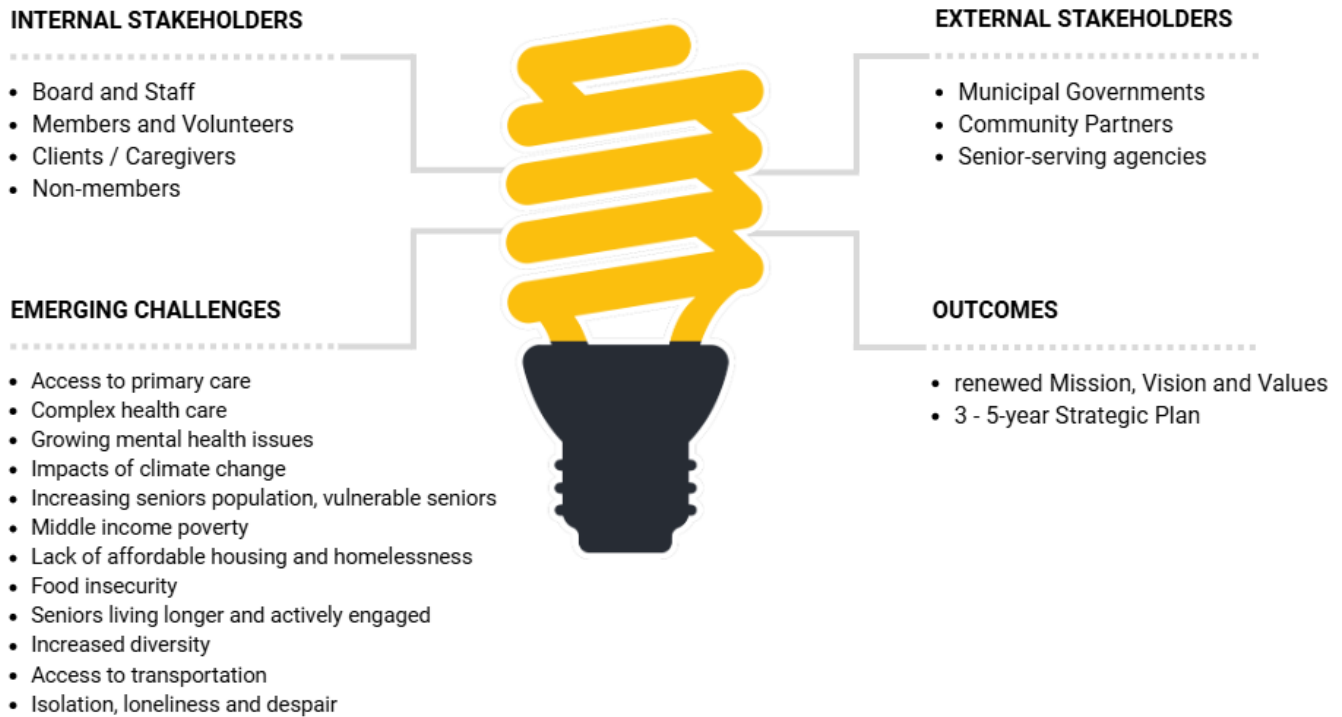 INTERNAL STAKEHOLDERS
• Board and Staff
• Members and Volunteers
• Clients / Caregivers
• Non-members
EXTERNAL STAKEHOLDERS
• Municipal Governments
• Community Partners
• Senior-serving agencies
EMERGING CHALLENGES
• Access to primary care
• Complex health care
• Growing mental health issues
• Impacts of climate change
• Increasing seniors population, vulnerable seniors
• Middle income poverty
• Lack of affordable housing and homelessness
• Food insecurity
• Seniors living longer and actively engaged
• Increased diversity
• Access to transportation
• Isolation, loneliness and despair
OUTCOMES
• renewed Mission, Vision and Values
• 3 - 5-year Strategic Plan